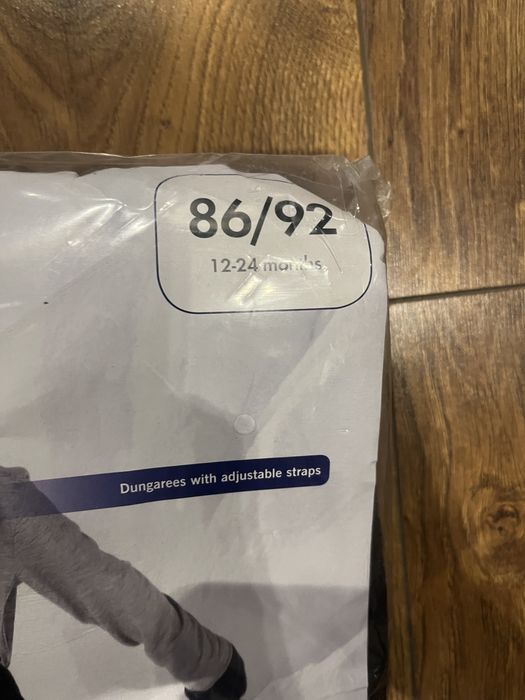 86/92
12-24 months
Dungarees with adjustable straps